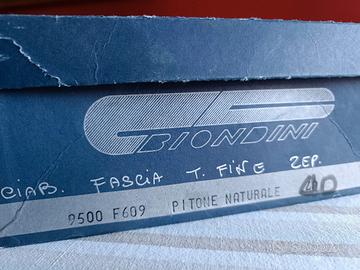 BIONDINI
CIAB. FASCIA T. FINE ZEP.
9500 F609 PITONE NATURALE 40